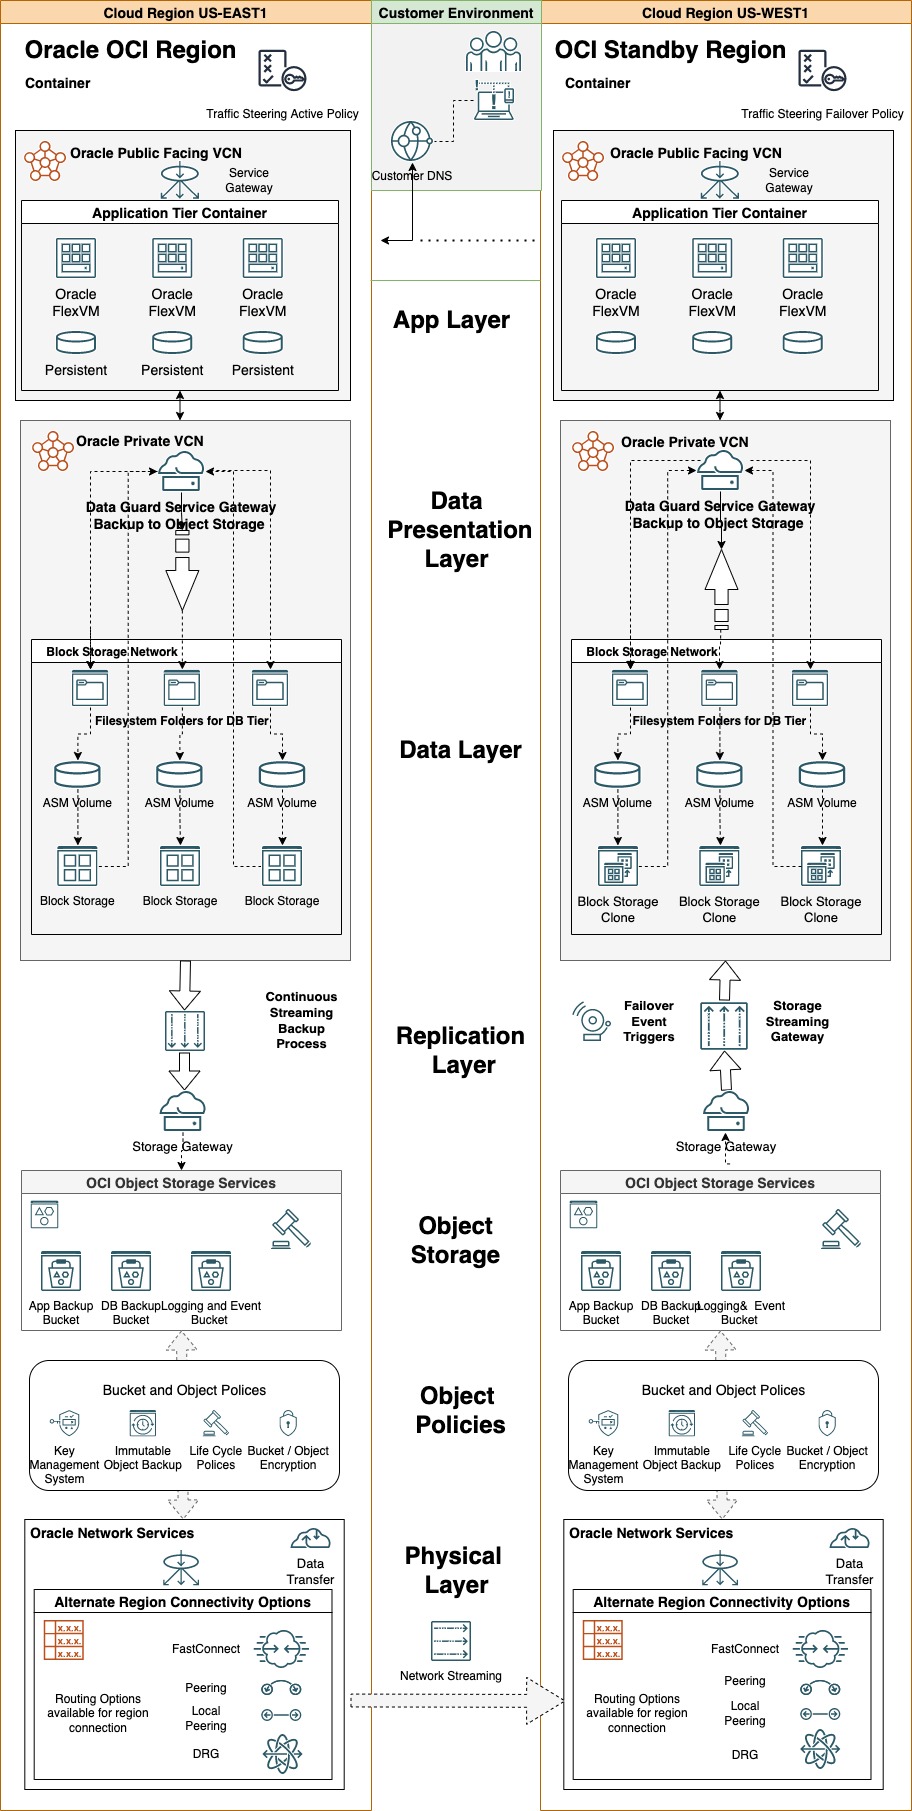 Cloud Region US-EAST1
Customer Environment
Cloud Region US-WEST1
Oracle OCI Region
Container
Traffic Steering Active Policy
Customer DNS
OCI Standby Region
Container
Traffic Steering Failover Policy
Oracle Public Facing VCN
Service
Gateway
Application Tier Container
Oracle
FlexVM
Oracle
FlexVM
Oracle
FlexVM
Persistent
Persistent
Persistent
App Layer
Oracle Public Facing VCN
Service
Gateway
Application Tier Container
Oracle
FlexVM
Oracle
FlexVM
Oracle
FlexVM
Oracle Private VCN
Data Guard Service Gateway
Backup to Object Storage
Data
Presentation
Layer
Oracle Private VCN
Data Guard Service Gateway
Backup to Object Storage
Block Storage Network
Filesystem Folders for DB Tier
ASM Volume
ASM Volume
ASM Volume
Block Storage
Block Storage
Block Storage
Data Layer
Block Storage Network
Filesystem Folders for DB Tier
ASM Volume
ASM Volume
ASM Volume
Block Storage
Clone
Block Storage
Clone
Block Storage
Clone
Continuous
Streaming
Backup
Process
Storage Gateway
Replication
Layer
Failover
Event
Triggers
Storage
Streaming
Gateway
Storage Gateway
OCI Object Storage Services
App Backup
Bucket
DB Backup
Bucket
Logging and Event
Bucket
Object
Storage
OCI Object Storage Services
App Backup
Bucket
DB Backup
Bucket
Logging& Event
Bucket
Bucket and Object Polices
Key
Management
System
Immutable
Object Backup
Life Cycle
Polices
Bucket / Object
Encryption
Object
Policies
Bucket and Object Polices
Key
Management
System
Immutable
Object Backup
Life Cycle
Polices
Bucket / Object
Encryption
Oracle Network Services
Data
Transfer
Alternate Region Connectivity Options
x.x.x.
x.x.x.
x.x.x.
Routing Options
available for region
connection
FastConnect
Peering
Local
Peering
DRG
Physical
Layer
Network Streaming
Oracle Network Services
Data
Transfer
Alternate Region Connectivity Options
x.x.x.
x.x.x.
x.x.x.
Routing Options
available for region
connection
FastConnect
Peering
Local
Peering
DRG